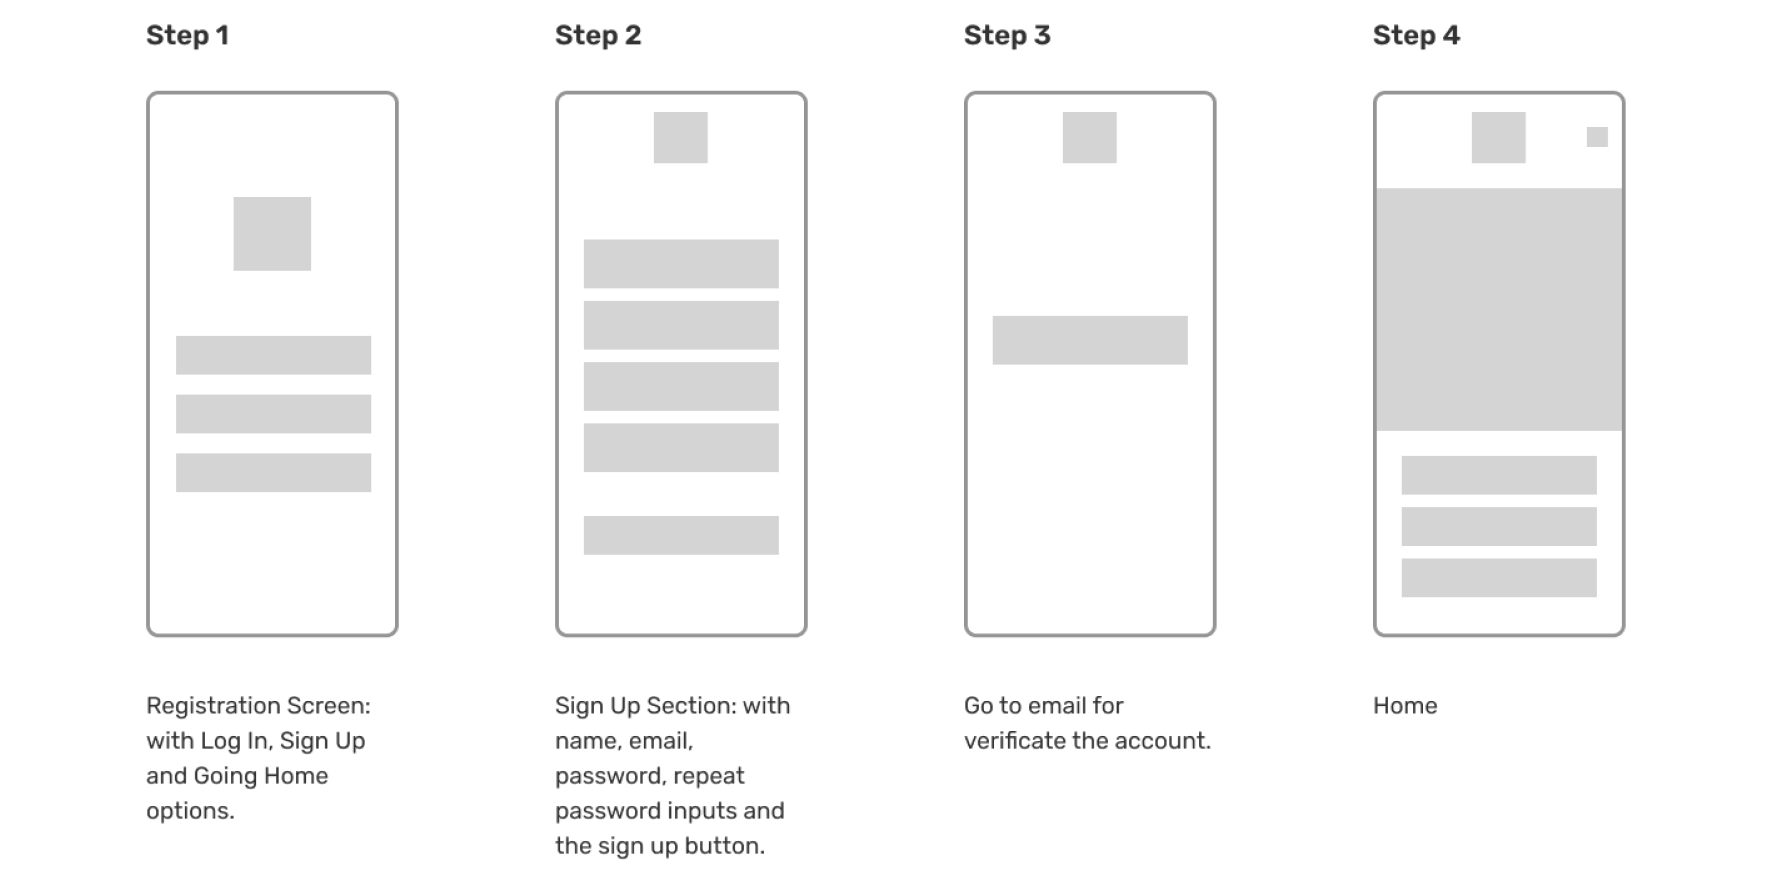 Step 1
Step 2
Step 3
Step 4
Registration Screen:
with Log In, Sign Up
and Going Home
options.
Sign Up Section: with
name, email,
password, repeat
password inputs and
the sign up button.
Go to email for
verificate the account.
Home